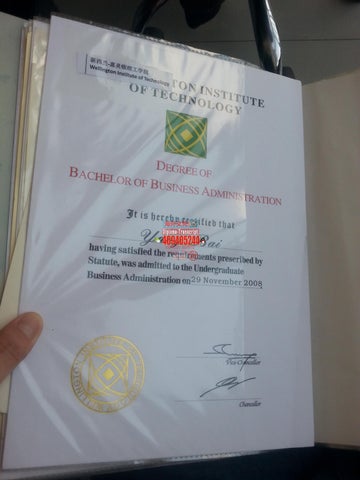 Wellington Institute of Technology
TON INSTITUTE
OF TECHNOLOGY
DEGREE OF
BACHELOR OF BUSINESS ADMINISTRATION
It is hereby certified that
Diploma-Transcript
having satisfied the requirements prescribed by
Statute, was admitted to the Undergraduate
Business Administration on 29 November 2008
Vice-Chancellor
Chancellor